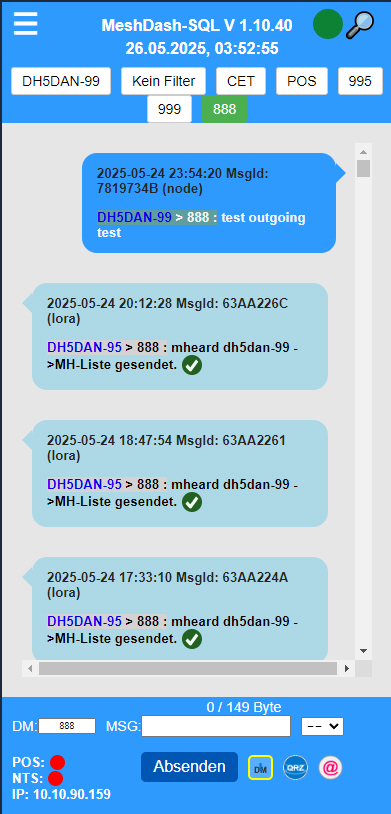 MeshDash-SQL V 1.10.40
26.05.2025, 03:52:55
DH5DAN-99 Kein Filter CET POS 995
999 888
2025-05-24 23:54:20 MsgId:
7819734B (node)
DH5DAN-99 > 888 : test outgoing
test
2025-05-24 20:12:28 MsgId: 63AA226C
(lora)
DH5DAN-95 > 888 : mheard dh5dan-99 -
>MH-Liste gesendet.
2025-05-24 18:47:54 MsgId: 63AA2261
(lora)
DH5DAN-95 > 888 : mheard dh5dan-99 -
>MH-Liste gesendet.
2025-05-24 17:33:10 MsgId: 63AA224A
(lora)
DH5DAN-95 > 888 : mheard dh5dan-99 -
>MH-Liste gesendet.
0 / 149 Byte
DM: 888 MSG: --
POS: Absenden DM QRZ @
NTS:
IP: 10.10.90.159